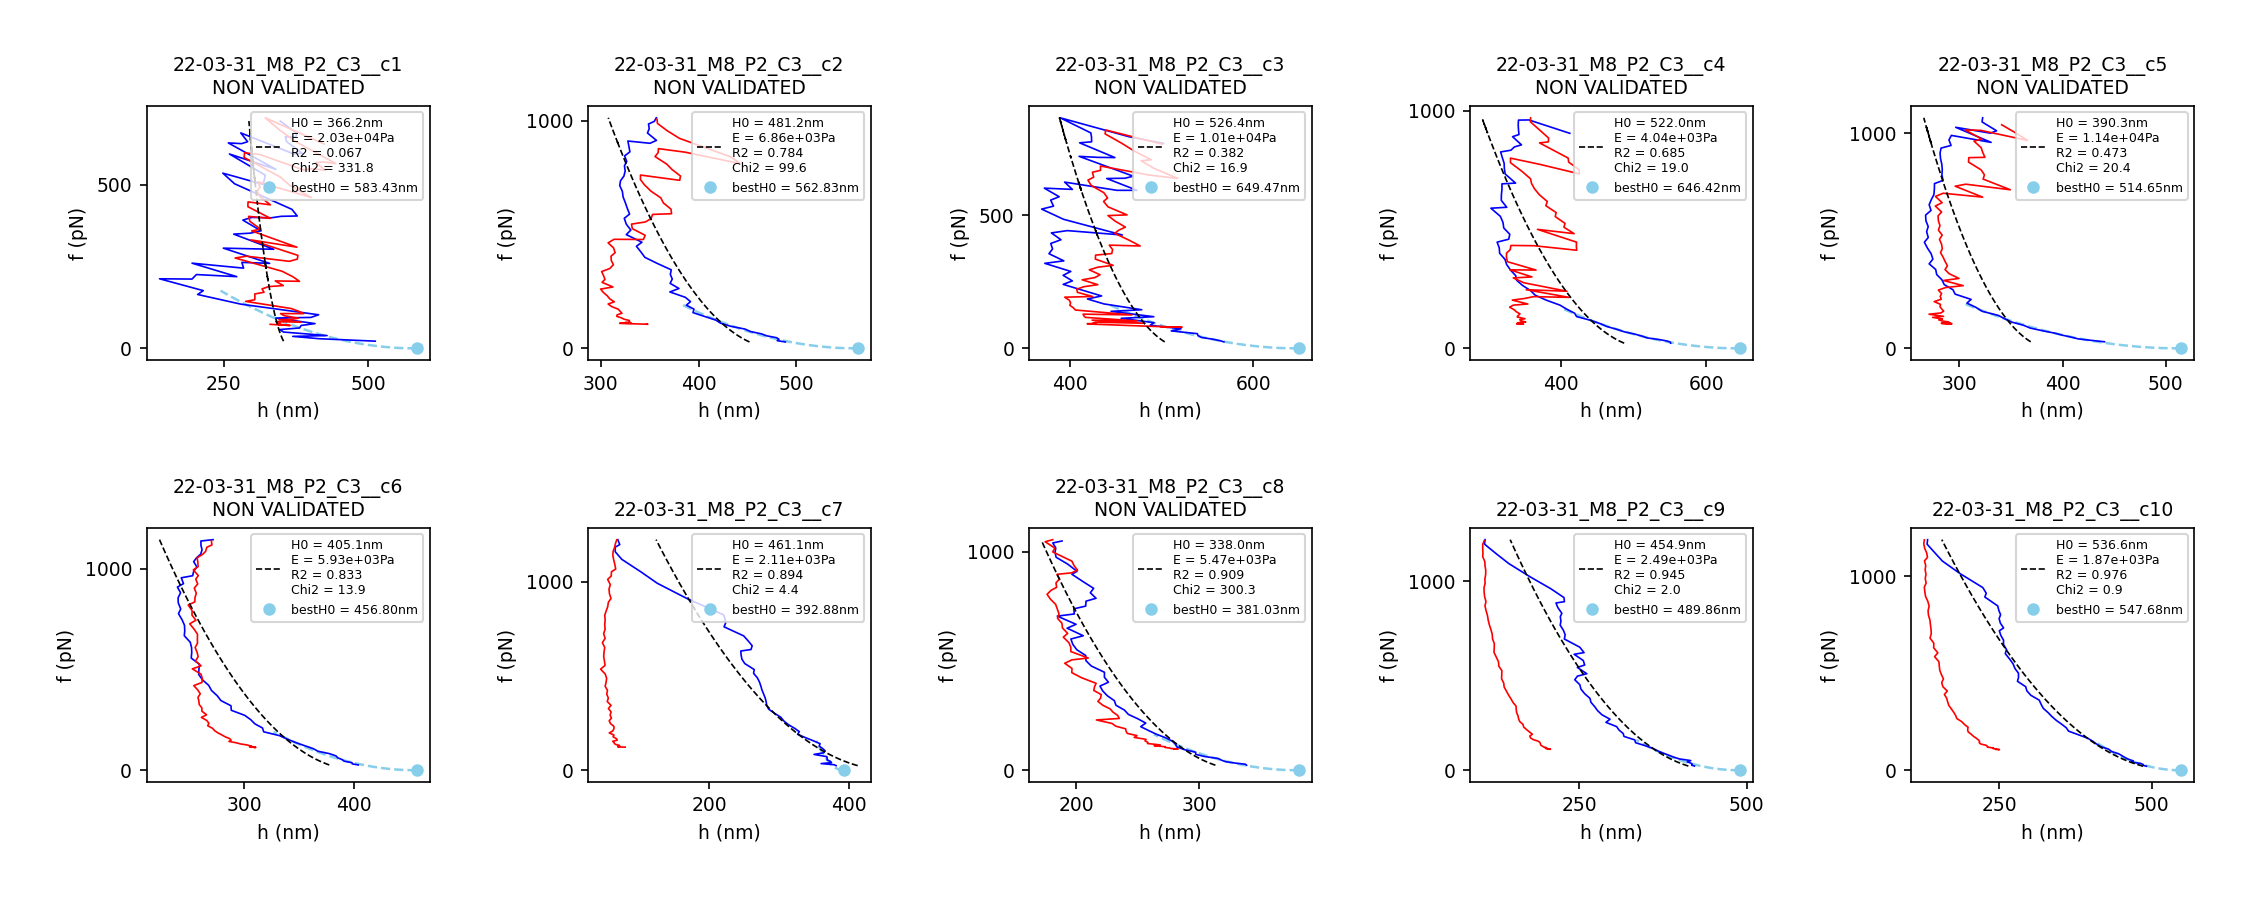 22-03-31_M8_P2_C3__c1
NON VALIDATED
H0 = 366.2nm
E = 2.03e+04Pa
R2 = 0.067
Chi2 = 331.8
bestH0 = 583.43nm
500
0
f (pN)
250
500
h (nm)
22-03-31_M8_P2_C3__c2
NON VALIDATED
H0 = 481.2nm
E = 6.86e+03Pa
R2 = 0.784
Chi2 = 99.6
bestH0 = 562.83nm
1000
500
0
f (pN)
300
400
500
h (nm)
22-03-31_M8_P2_C3__c3
NON VALIDATED
H0 = 526.4nm
E = 1.01e+04Pa
R2 = 0.382
Chi2 = 16.9
bestH0 = 649.47nm
500
0
f (pN)
400
600
h (nm)
22-03-31_M8_P2_C3__c4
NON VALIDATED
H0 = 522.0nm
E = 4.04e+03Pa
R2 = 0.685
Chi2 = 19.0
bestH0 = 646.42nm
1000
500
0
f (pN)
400
600
h (nm)
22-03-31_M8_P2_C3__c5
NON VALIDATED
H0 = 390.3nm
E = 1.14e+04Pa
R2 = 0.473
Chi2 = 20.4
bestH0 = 514.65nm
1000
0
f (pN)
300
400
500
h (nm)
22-03-31_M8_P2_C3__c6
NON VALIDATED
H0 = 405.1nm
E = 5.93e+03Pa
R2 = 0.833
Chi2 = 13.9
bestH0 = 456.80nm
1000
0
f (pN)
300
400
h (nm)
22-03-31_M8_P2_C3__c7
H0 = 461.1nm
E = 2.11e+03Pa
R2 = 0.894
Chi2 = 4.4
bestH0 = 392.88nm
1000
0
f (pN)
200
400
h (nm)
22-03-31_M8_P2_C3__c8
NON VALIDATED
H0 = 338.0nm
E = 5.47e+03Pa
R2 = 0.909
Chi2 = 300.3
bestH0 = 381.03nm
1000
500
0
f (pN)
200
300
h (nm)
22-03-31_M8_P2_C3__c9
H0 = 454.9nm
E = 2.49e+03Pa
R2 = 0.945
Chi2 = 2.0
bestH0 = 489.86nm
1000
0
f (pN)
250
500
h (nm)
22-03-31_M8_P2_C3__c10
H0 = 536.6nm
E = 1.87e+03Pa
R2 = 0.976
Chi2 = 0.9
bestH0 = 547.68nm
1000
0
f (pN)
250
500
h (nm)